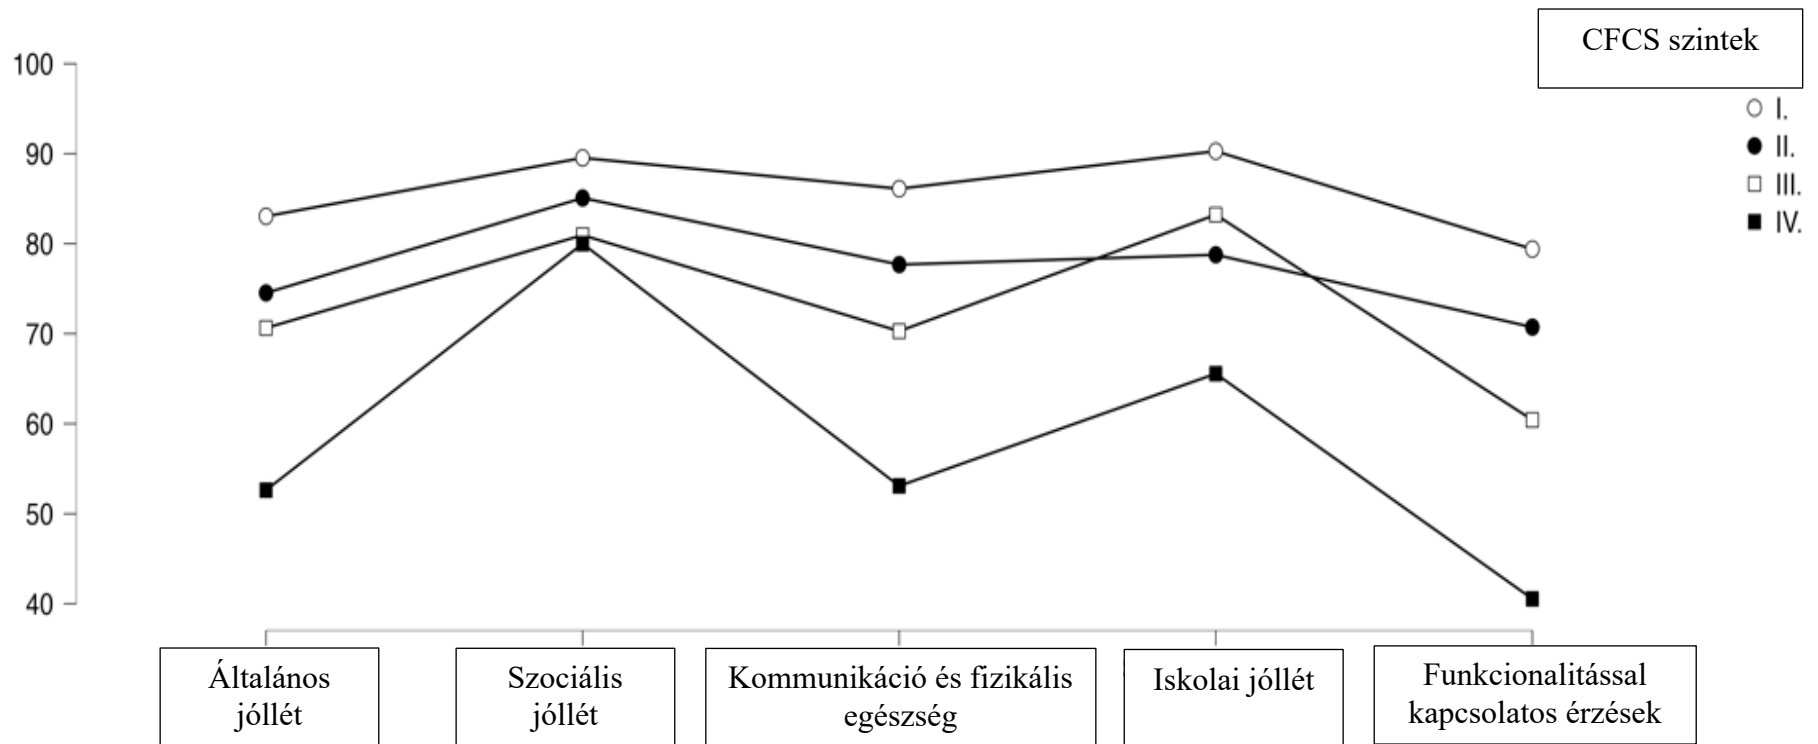 CFCS szintek
I.
II.
III.
IV.
100
90
80
70
60
50
40
Általános
jóllét
Szociális
jóllét
Kommunikáció és fizikális
egészség
Iskolai jóllét
Funkcionalitással
kapcsolatos érzések